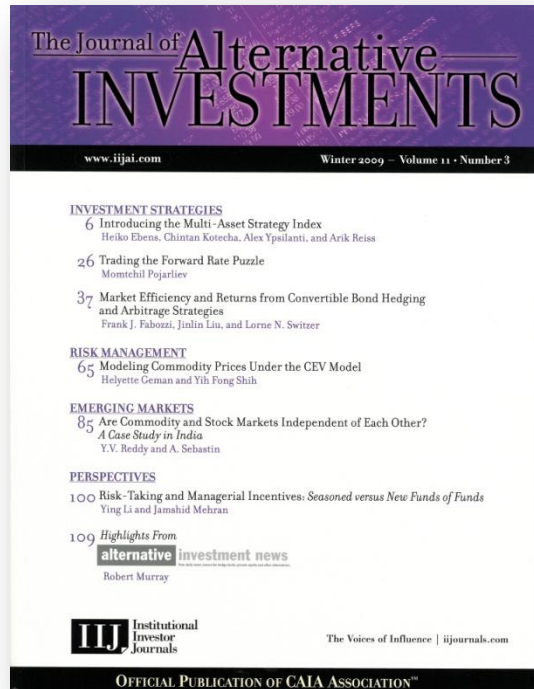 The Journal of Alternative
INVESTMENTS
www.iijai.com Winter 2009 – Volume 11 • Number 3
INVESTMENT STRATEGIES
6 Introducing the Multi-Asset Strategy Index
Heiko Ebens, Chintan Kotecha, Alex Ypsilanti, and Arik Reiss
26 Trading the Forward Rate Puzzle
Momtchil Pojarliev
37 Market Efficiency and Returns from Convertible Bond Hedging
and Arbitrage Strategies
Frank J. Fabozzi, Jinlin Liu, and Lorne N. Switzer
RISK MANAGEMENT
65 Modeling Commodity Prices Under the CEV Model
Helyette Geman and Yih Fong Shih
EMERGING MARKETS
85 Are Commodity and Stock Markets Independent of Each Other?
A Case Study in India
Y.V. Reddy and A. Sebastin
PERSPECTIVES
100 Risk-Taking and Managerial Incentives: Seasoned versus New Funds of Funds
Ying Li and Jamshid Mehran
109 Highlights From
alternative investment news
Robert Murray
IIJ Institutional
Investor
Journals
The Voices of Influence | iijournals.com
OFFICIAL PUBLICATION OF CAIA ASSOCIATION℠